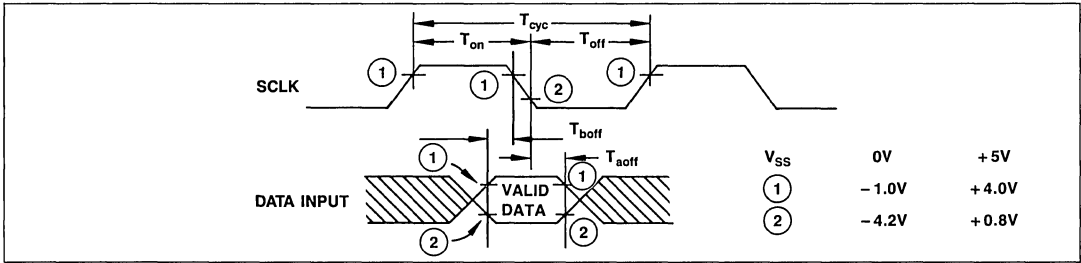 Tcyc
Ton Toff
1 1 2 1
SCLK
Tboff
Taoff
1 1
DATA INPUT
VALID
DATA
2 2
VSS 0V +5V
1 −1.0V +4.0V
2 −4.2V +0.8V